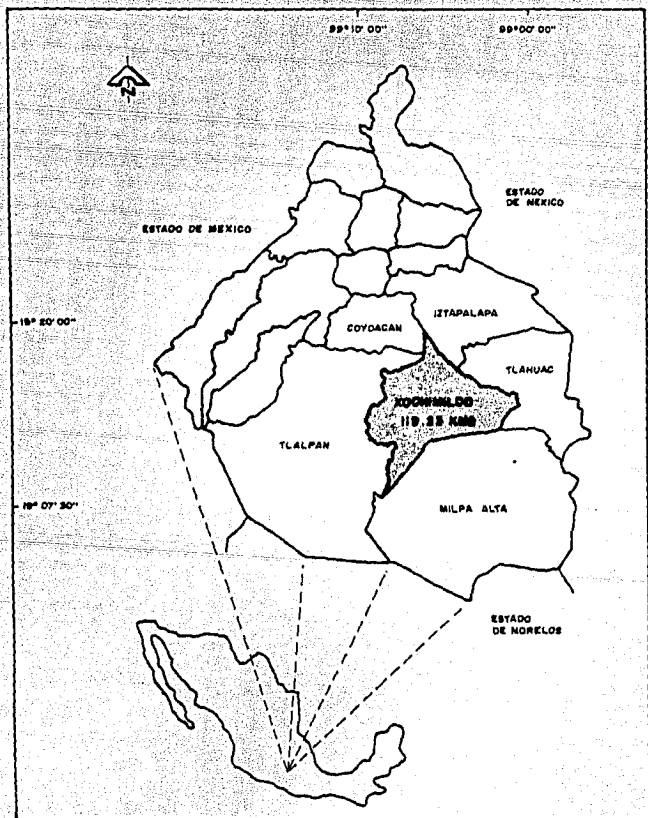 99°10' 00" 99°00' 00"
N
ESTADO
DE MEXICO
ESTADO DE MEXICO
19° 20' 00"
COYOACAN
IZTAPALAPA
TLAHUAC
XOCHIMILCO
119.25 KM2
TLALPAN
19° 07' 30"
MILPA ALTA
ESTADO
DE MORELOS